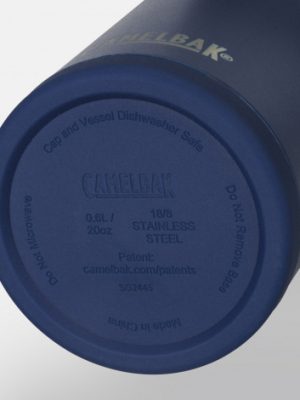 CAMELBAK®
Cap and Vessel Dishwasher Safe
CAMELBAK
0.6L / 20oz
18/8 STAINLESS STEEL
Patent:
camelbak.com/patents
Do Not Remove Base
Made in China
Do Not Microwave